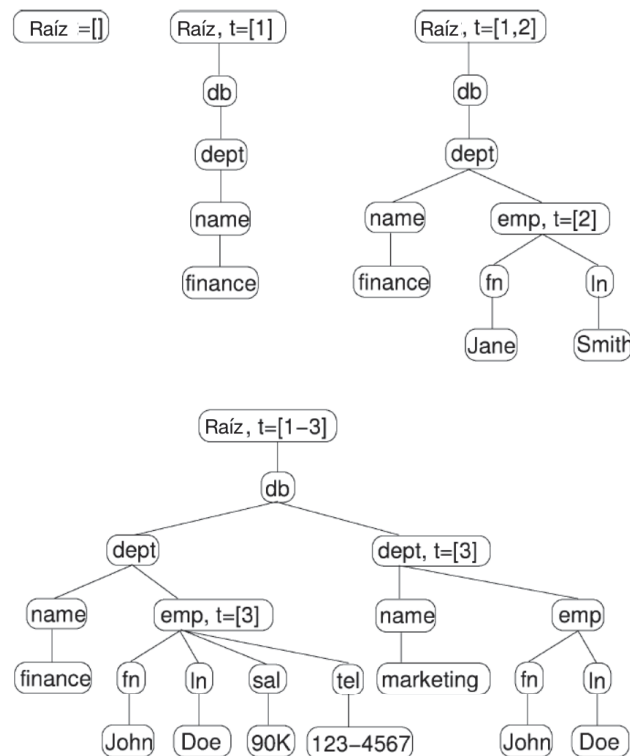 Raíz =[]
Raíz, t=[1]
Raíz, t=[1,2]
db
db
dept
dept
name
name
emp, t=[2]
finance
finance
fn
ln
Jane
Smith
Raíz, t=[1–3]
db
dept
dept, t=[3]
name
emp, t=[3]
name
emp
finance
fn
ln
sal
tel
marketing
fn
ln
John
Doe
90K
123–4567
John
Doe